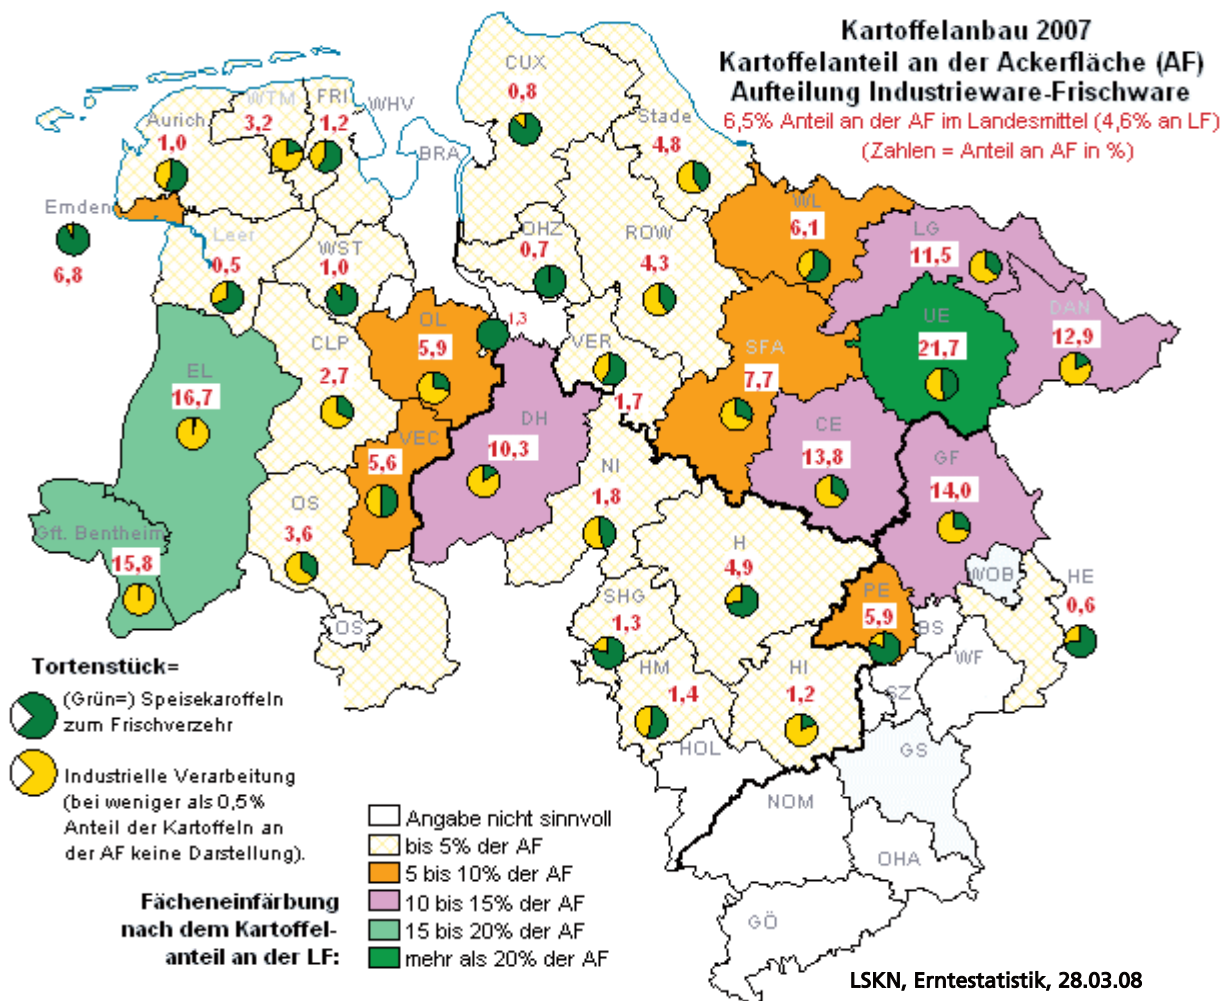 Kartoffelanbau 2007
Kartoffelanteil an der Ackerfläche (AF)
Aufteilung Industrieware-Frischware
6,5% Anteil an der AF im Landesmittel (4,6% an LF)
(Zahlen = Anteil an AF in %)
CUX
0,8
WTM
3,2
FRI
1,2
WHV
Aurich
1,0
Stade
4,8
BRA
Emden
6,8
Leer
0,5
WST
1,0
OHZ
0,7
ROW
4,3
WL
6,1
LG
11,5
DAN
12,9
UE
21,7
OL
5,9
1,3
VER
1,7
SFA
7,7
CLP
2,7
EL
16,7
VEC
5,6
DH
10,3
CE
13,8
GF
14,0
NI
1,8
OS
3,6
Gft. Bentheim
15,8
H
4,9
WOB
HE
0,6
PE
5,9
BS
SHG
1,3
OS
WF
HM
1,4
HI
1,2
SZ
HOL
GS
NOM
OHA
GÖ
Tortenstück=
(Grün=) Speisekaroffeln
zum Frischverzehr
Industrielle Verarbeitung
(bei weniger als 0,5%
Anteil der Kartoffeln an
der AF keine Darstellung).
Fächeneinfärbung
nach dem Kartoffel-
anteil an der LF:
Angabe nicht sinnvoll
bis 5% der AF
5 bis 10% der AF
10 bis 15% der AF
15 bis 20% der AF
mehr als 20% der AF
LSKN, Erntestatistik, 28.03.08